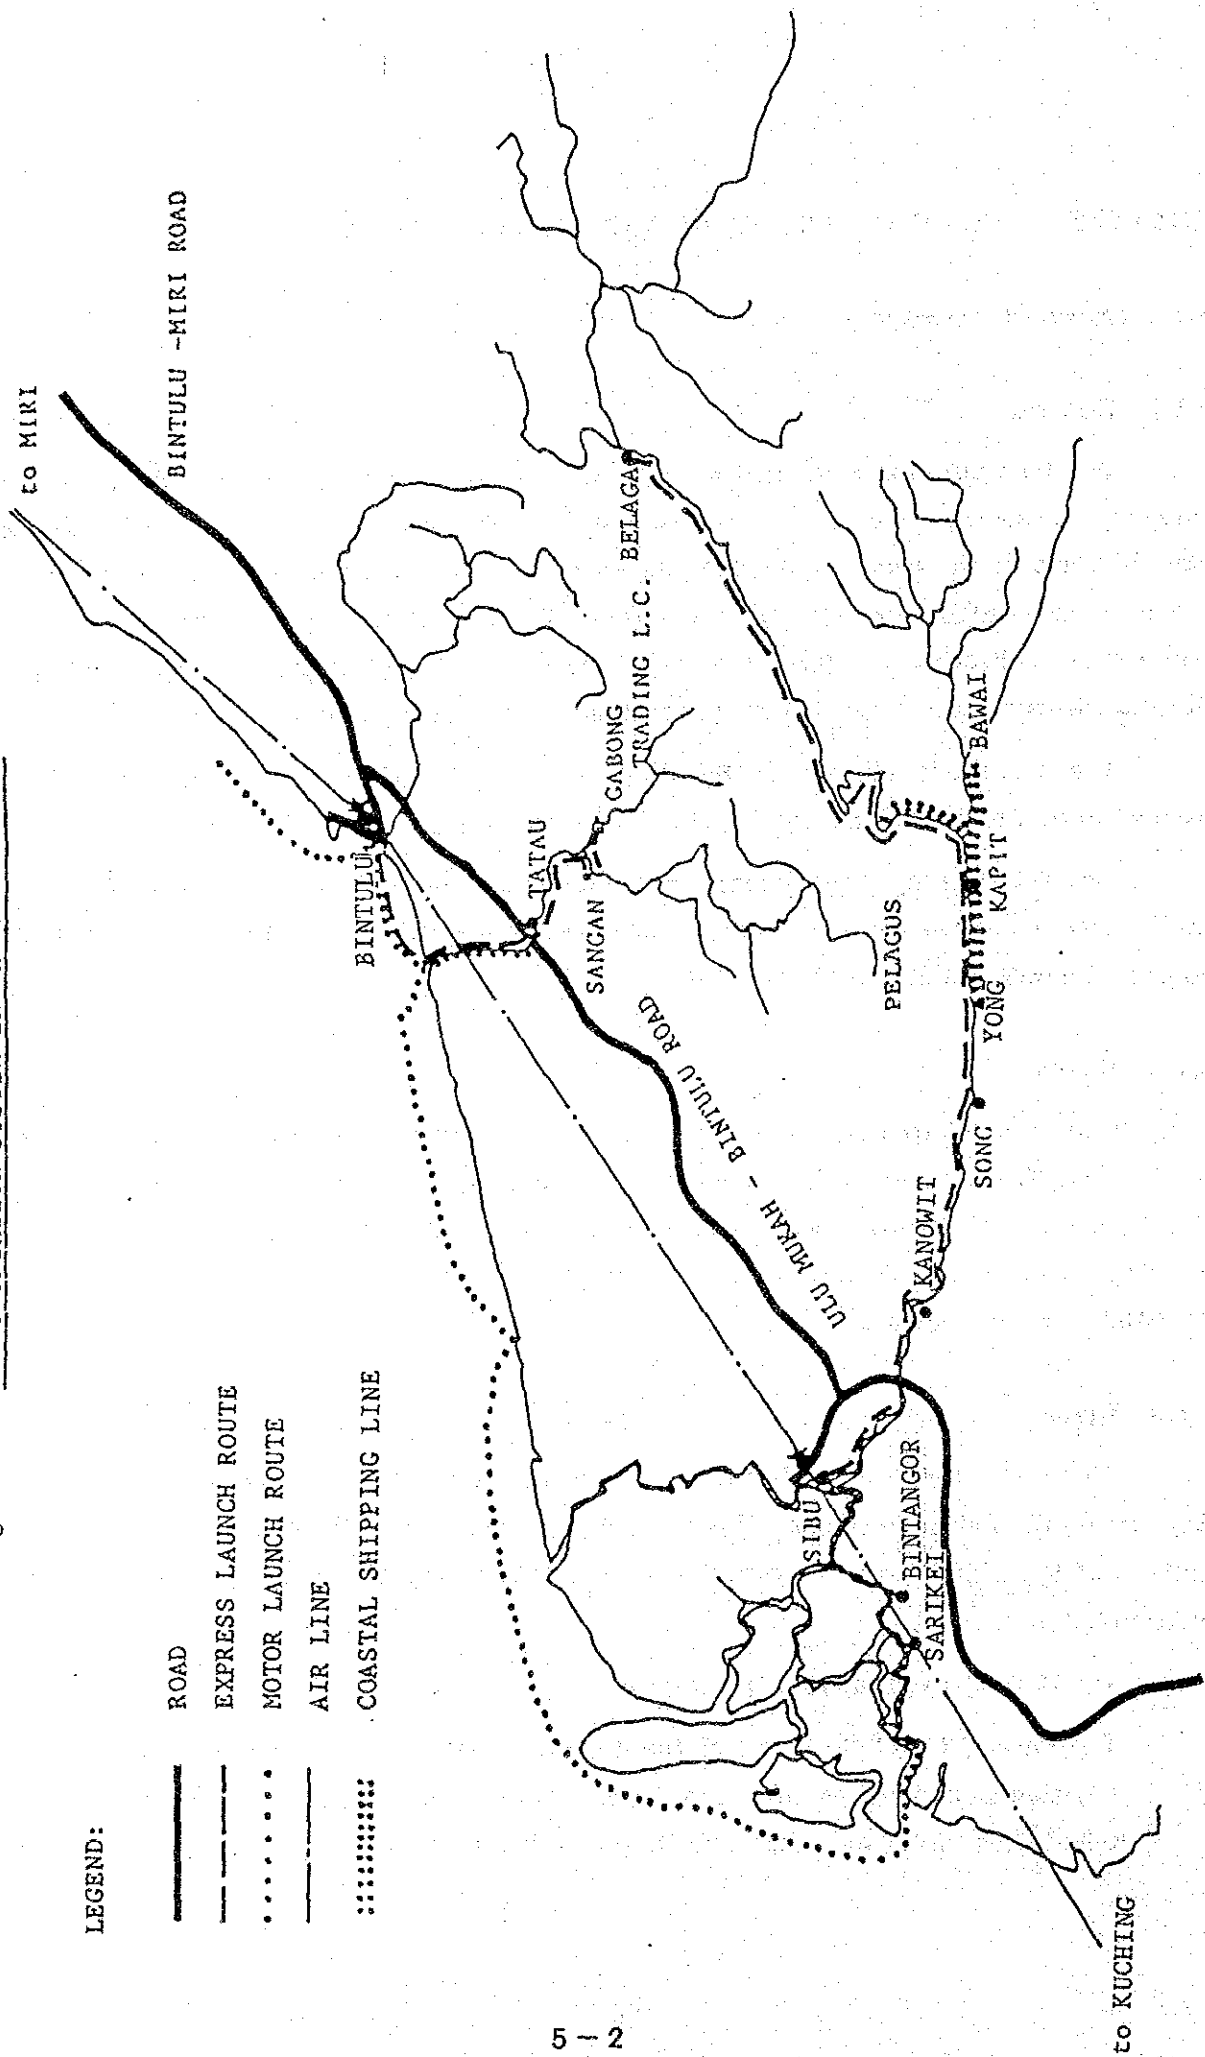 LEGEND:
ROAD
EXPRESS LAUNCH ROUTE
MOTOR LAUNCH ROUTE
AIR LINE
COASTAL SHIPPING LINE
to MIRI
BINTULU -MIRI ROAD
BINTULU
TATAU
SANGAN
GABONG
TRADING L.C.
BELAGA
ULU MUKAH - BINTULU ROAD
PELAGUS
BAWAI
KAPIT
YONG
SONG
KANOWIT
SIBU
BINTANGOR
SARIKEI
to KUCHING
5-2